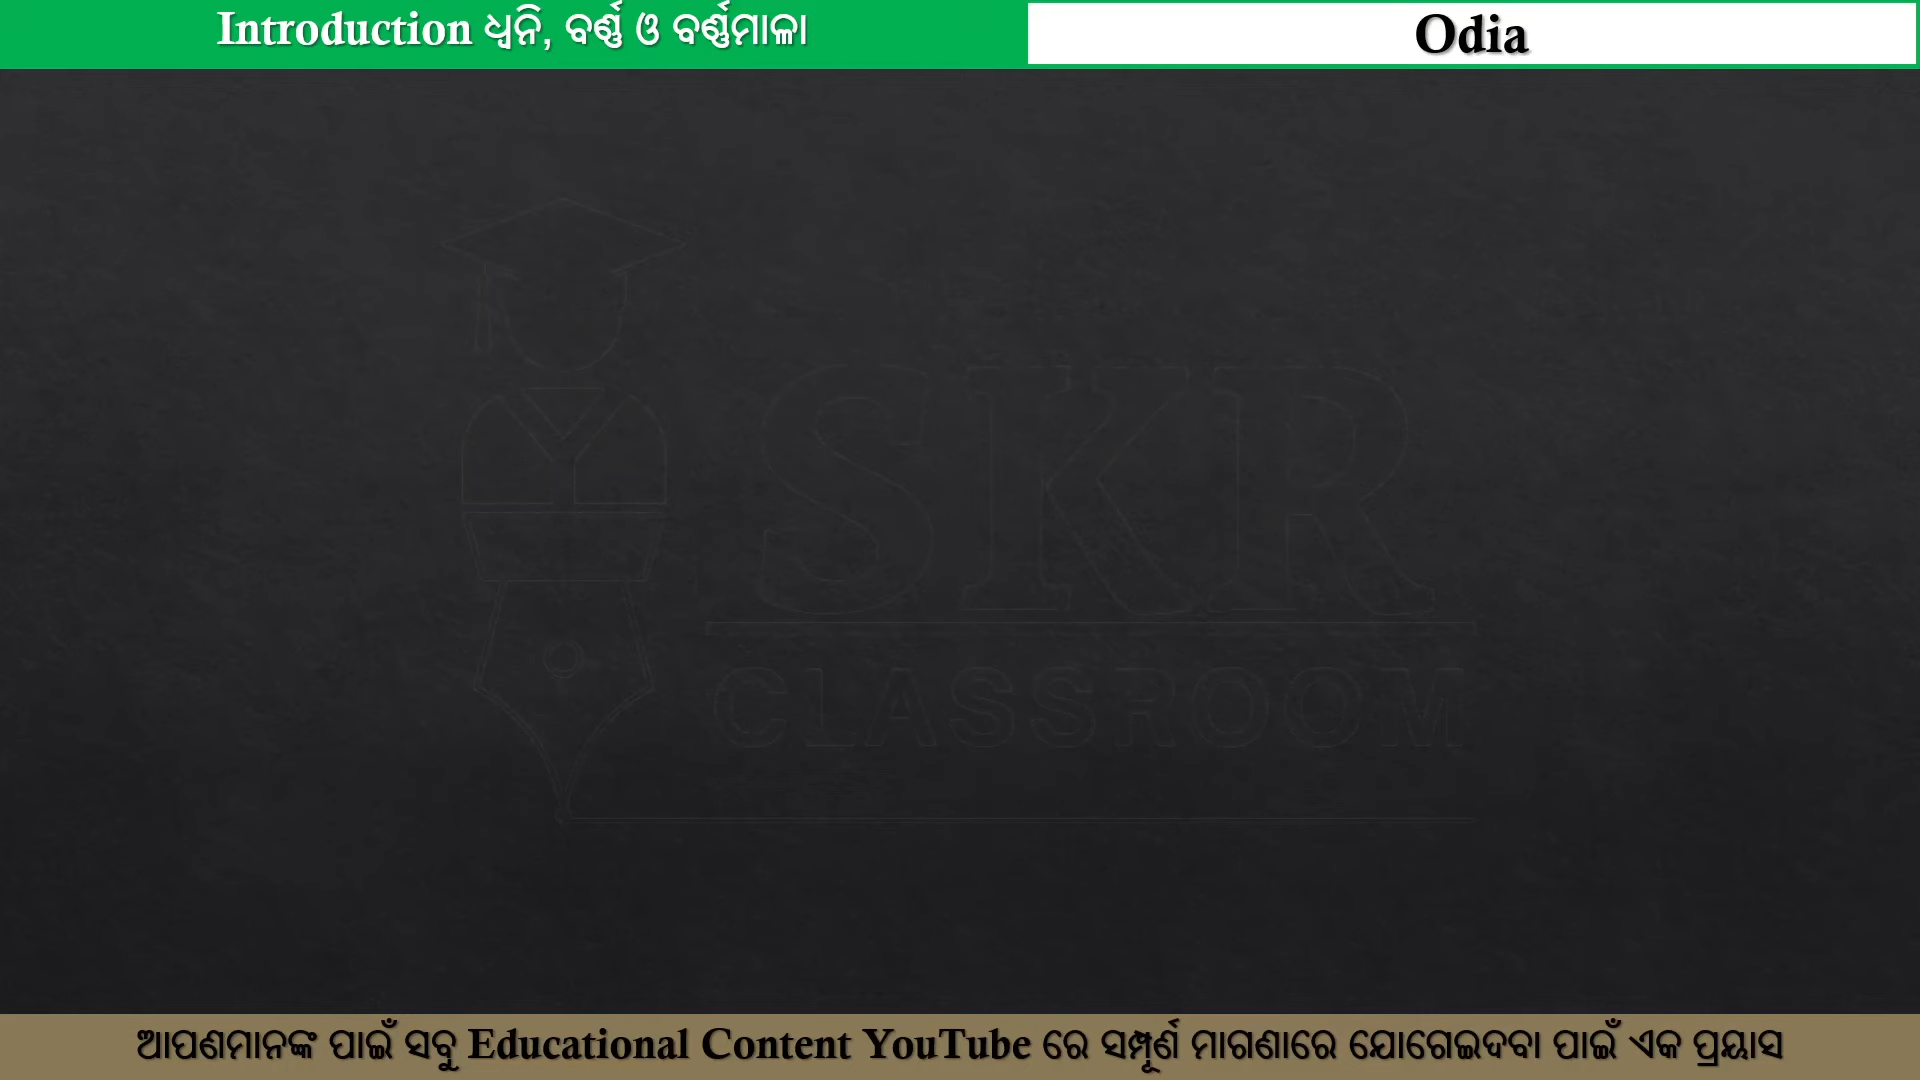 Introduction ଧ୍ୱନି, ବର୍ଣ୍ଣ ଓ ବର୍ଣ୍ଣମାଳା
Odia
SKR
CLASSROOM
ଆପଣମାନଙ୍କ ପାଇଁ ସବୁ Educational Content YouTube ରେ ସମ୍ପୂର୍ଣ ମାଗଣାରେ ଯୋଗେଇଦବା ପାଇଁ ଏକ ପ୍ରୟାସ